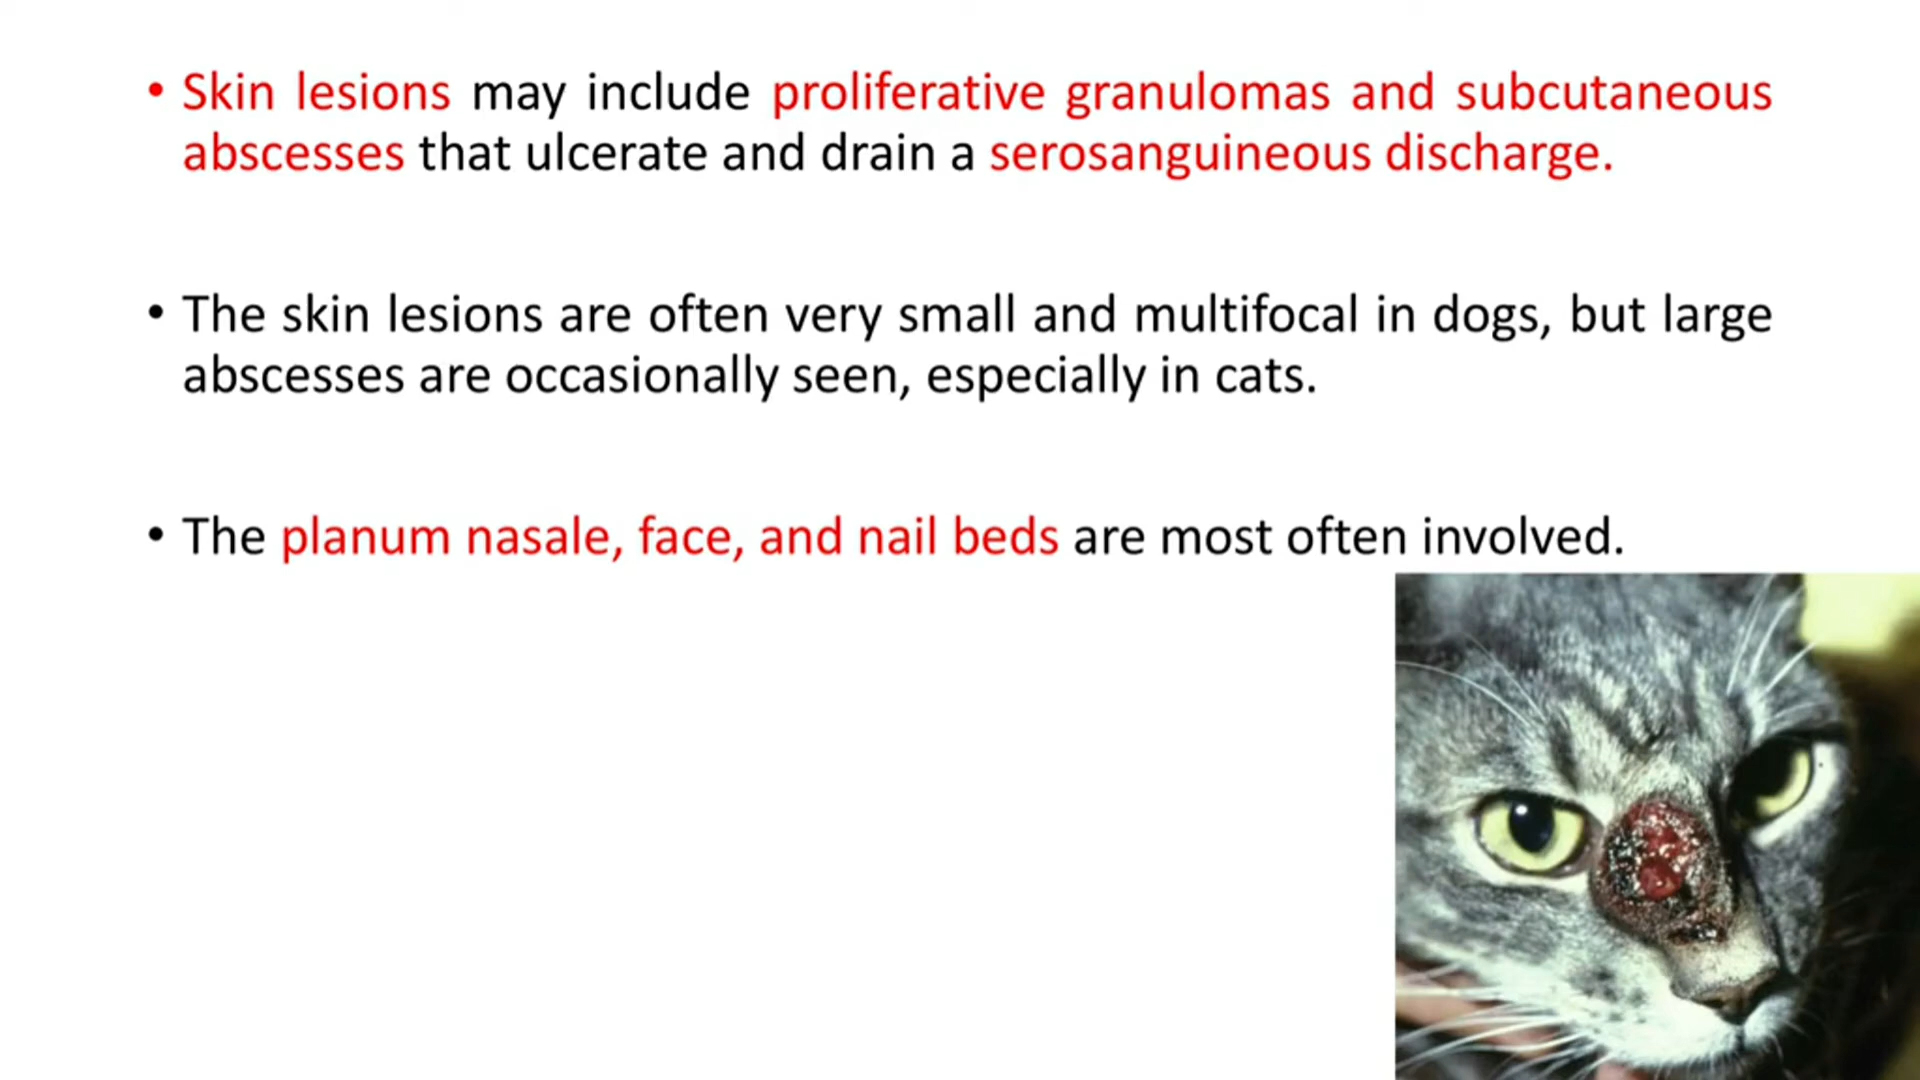 • Skin lesions may include proliferative granulomas and subcutaneous
abscesses that ulcerate and drain a serosanguineous discharge.
• The skin lesions are often very small and multifocal in dogs, but large
abscesses are occasionally seen, especially in cats.
• The planum nasale, face, and nail beds are most often involved.